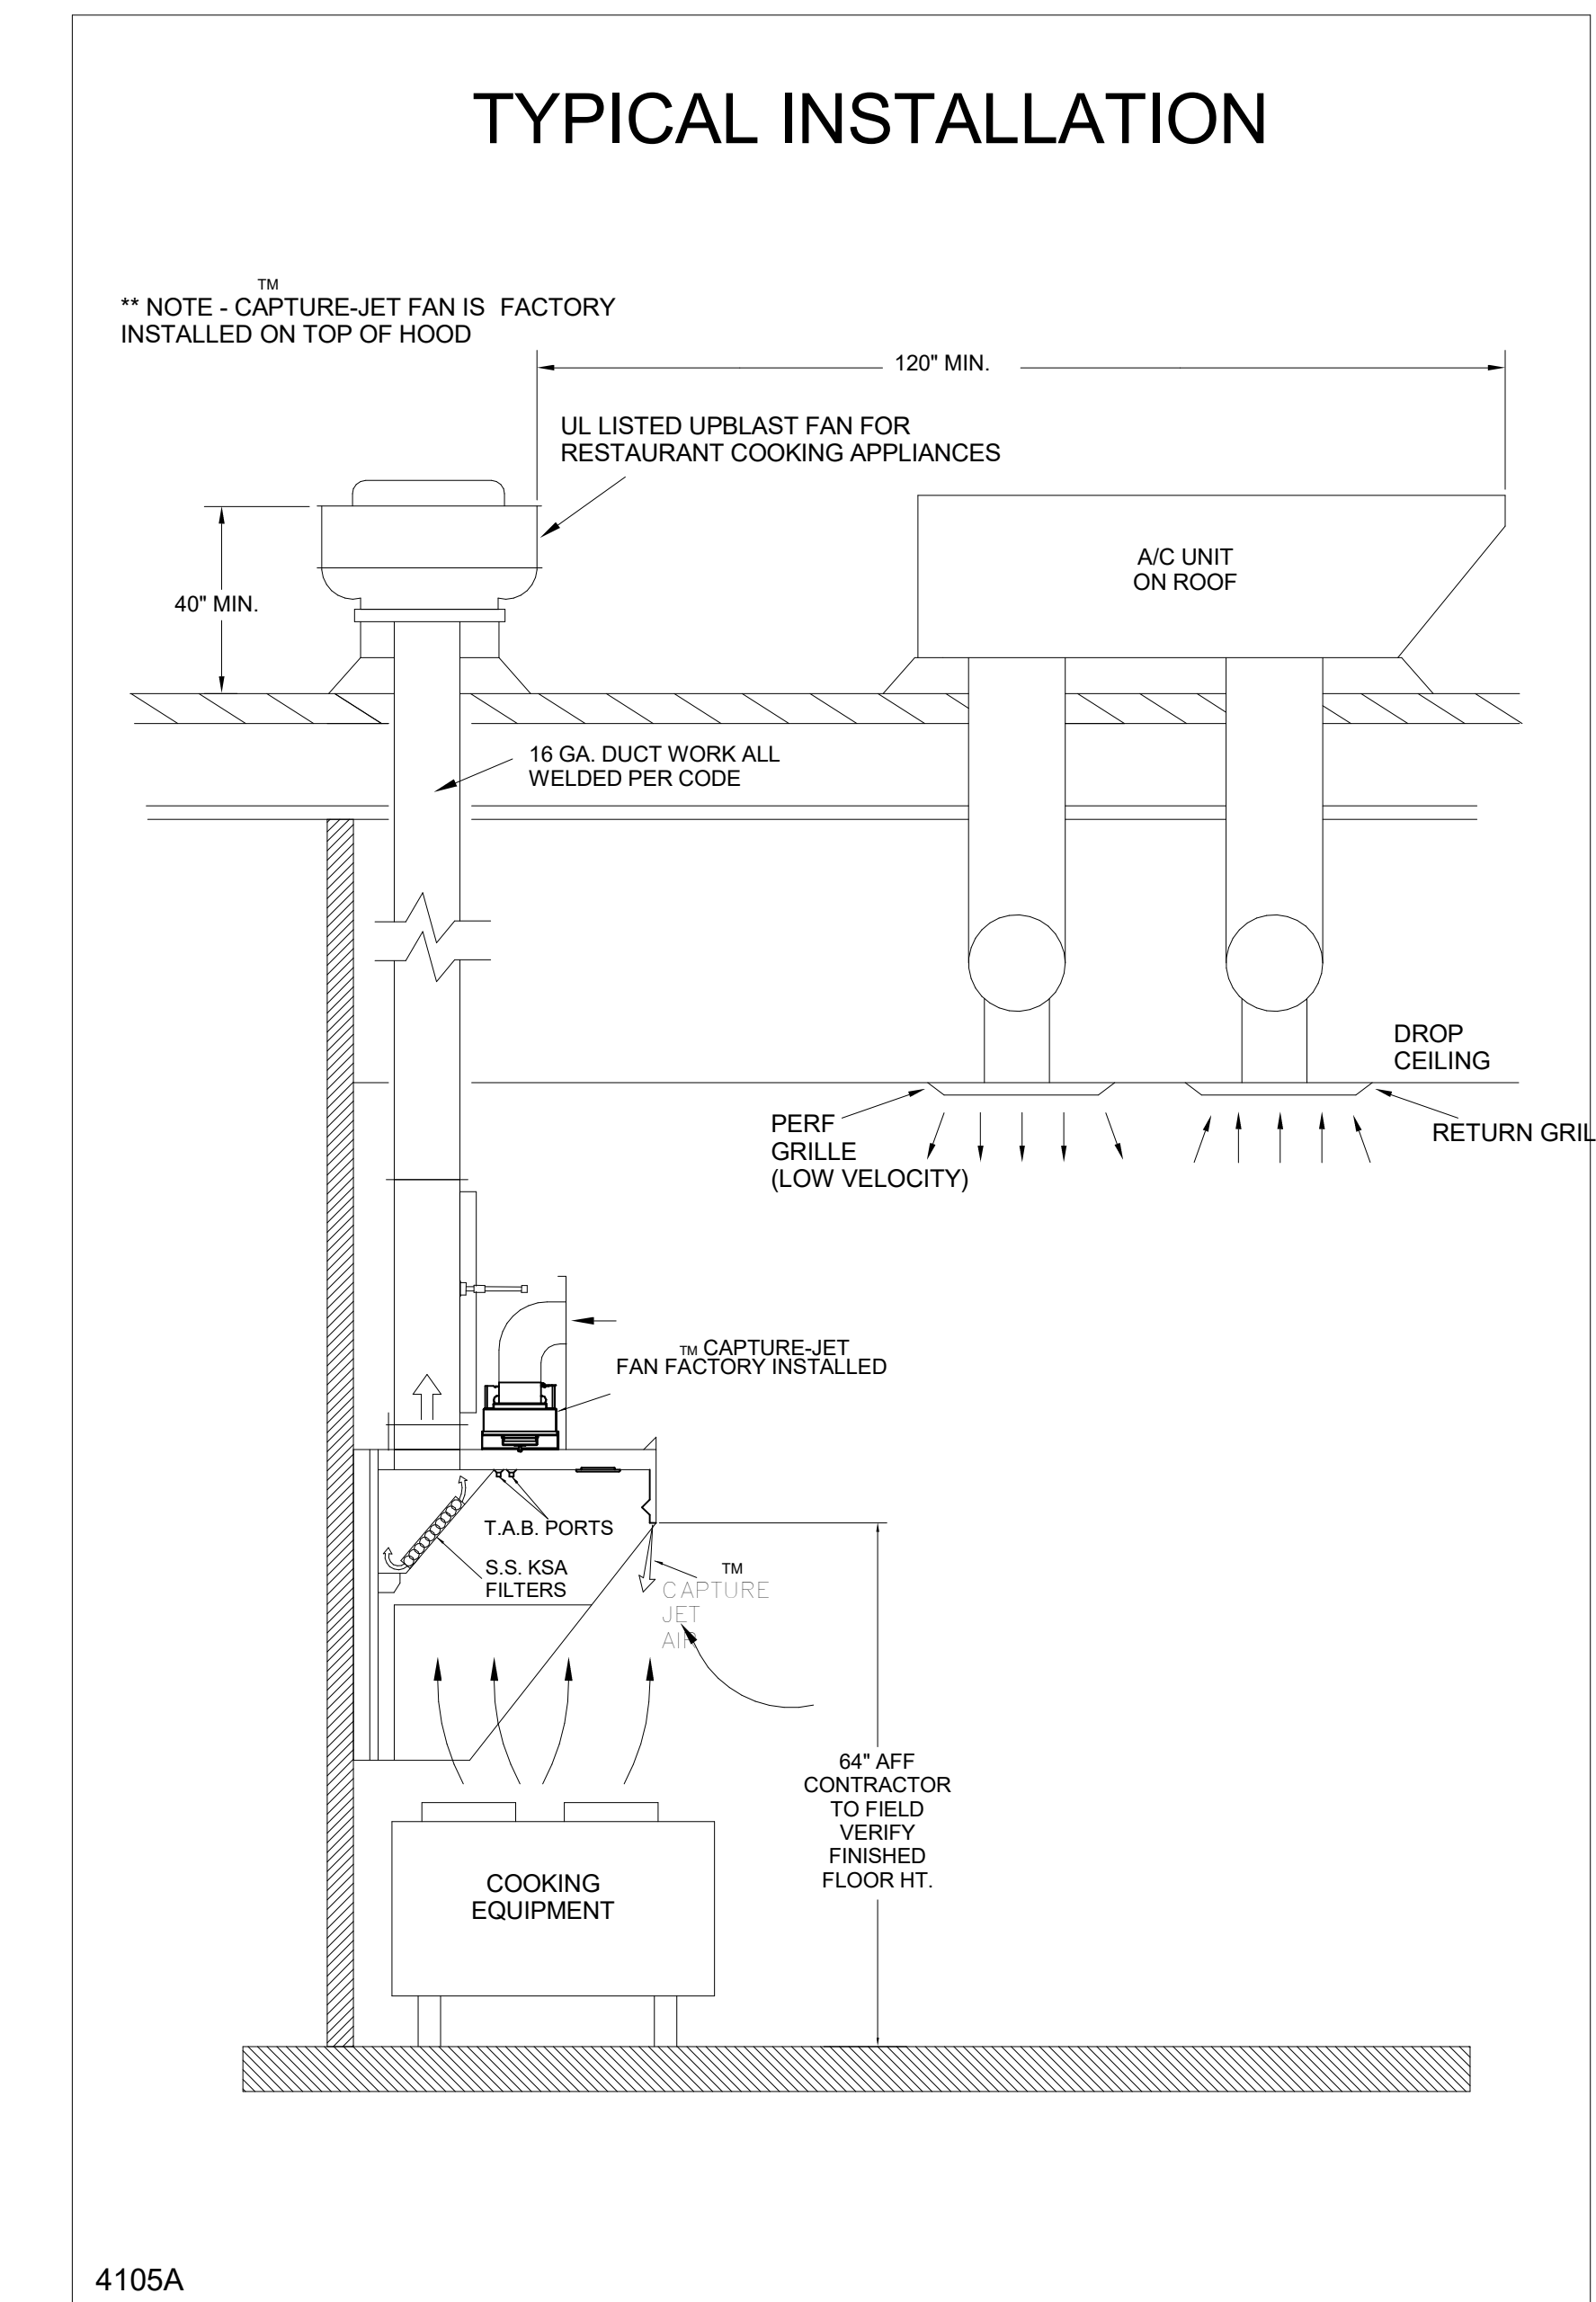 TYPICAL INSTALLATION
TM
** NOTE - CAPTURE-JET FAN IS FACTORY
INSTALLED ON TOP OF HOOD
120" MIN.
UL LISTED UPBLAST FAN FOR
RESTAURANT COOKING APPLIANCES
A/C UNIT
ON ROOF
40" MIN.
16 GA. DUCT WORK ALL
WELDED PER CODE
DROP
CEILING
PERF
GRILLE
(LOW VELOCITY)
RETURN GRIL
TM CAPTURE-JET
FAN FACTORY INSTALLED
T.A.B. PORTS
S.S. KSA
FILTERS
TM
CAPTURE
JET
AIR
64" AFF
CONTRACTOR
TO FIELD
VERIFY
FINISHED
FLOOR HT.
COOKING
EQUIPMENT
4105A